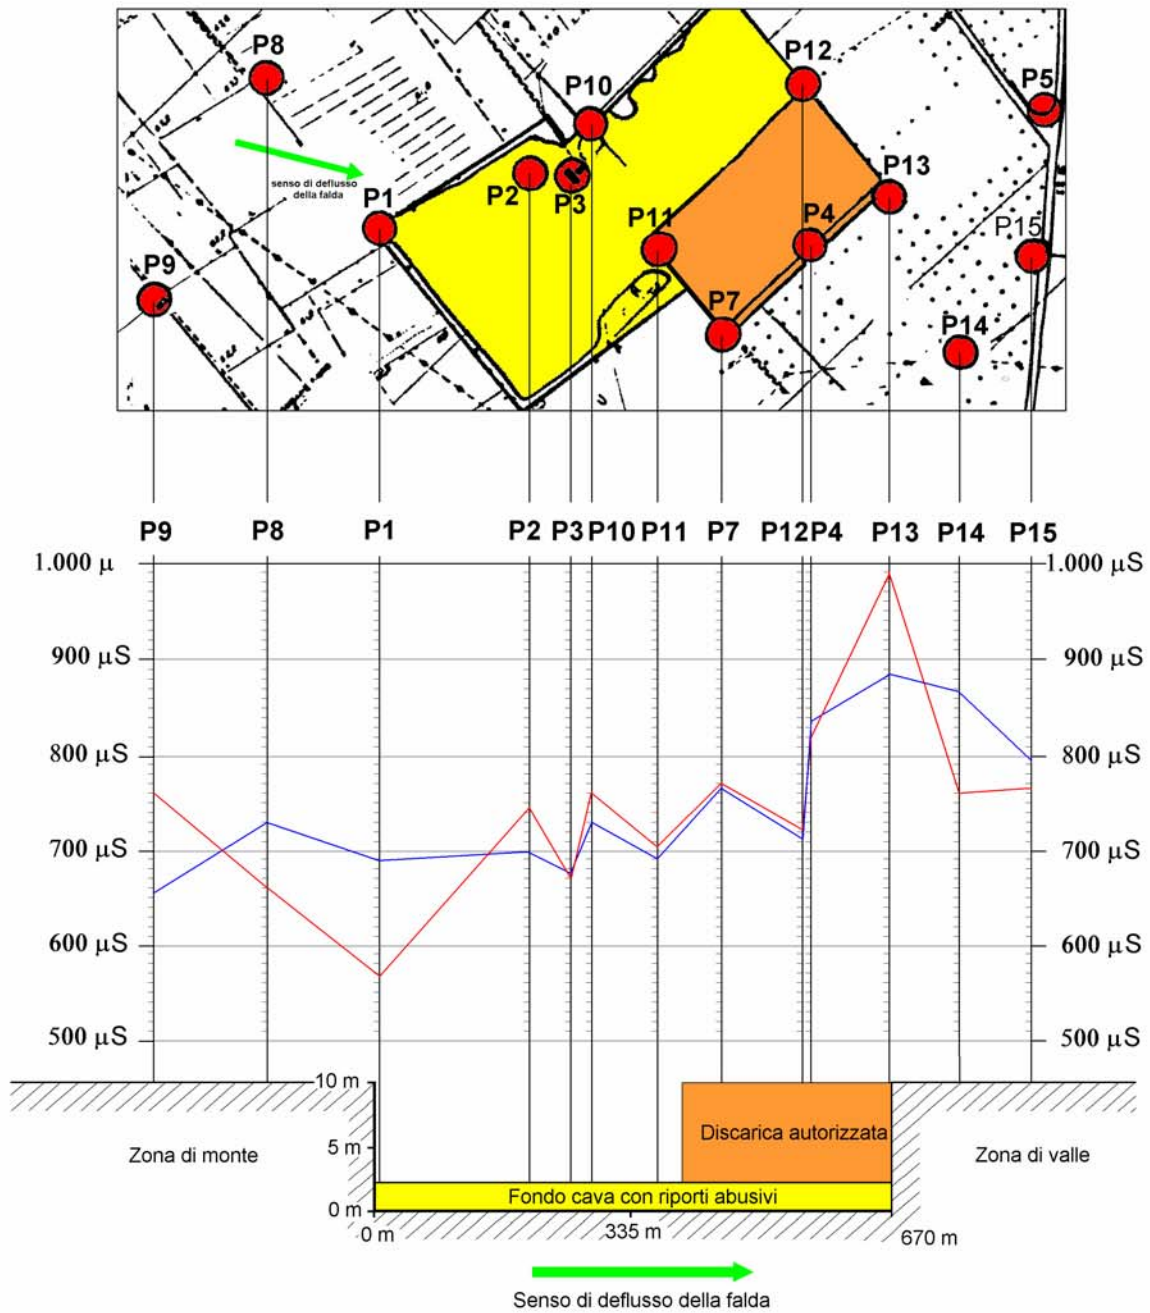 P8
P12
P5
P10
senso di deflusso
della falda
P1
P2
P3
P13
P11
P4
P15
P9
P7
P14
P9 P8 P1 P2 P3 P10 P11 P7 P12 P4 P13 P14 P15
1.000 µ 1.000 µS
900 µS 900 µS
800 µS 800 µS
700 µS 700 µS
600 µS 600 µS
500 µS 500 µS
10 m
Discarica autorizzata
Zona di monte
5 m
Zona di valle
Fondo cava con riporti abusivi
0 m
0 m
335 m
670 m
Senso di deflusso della falda